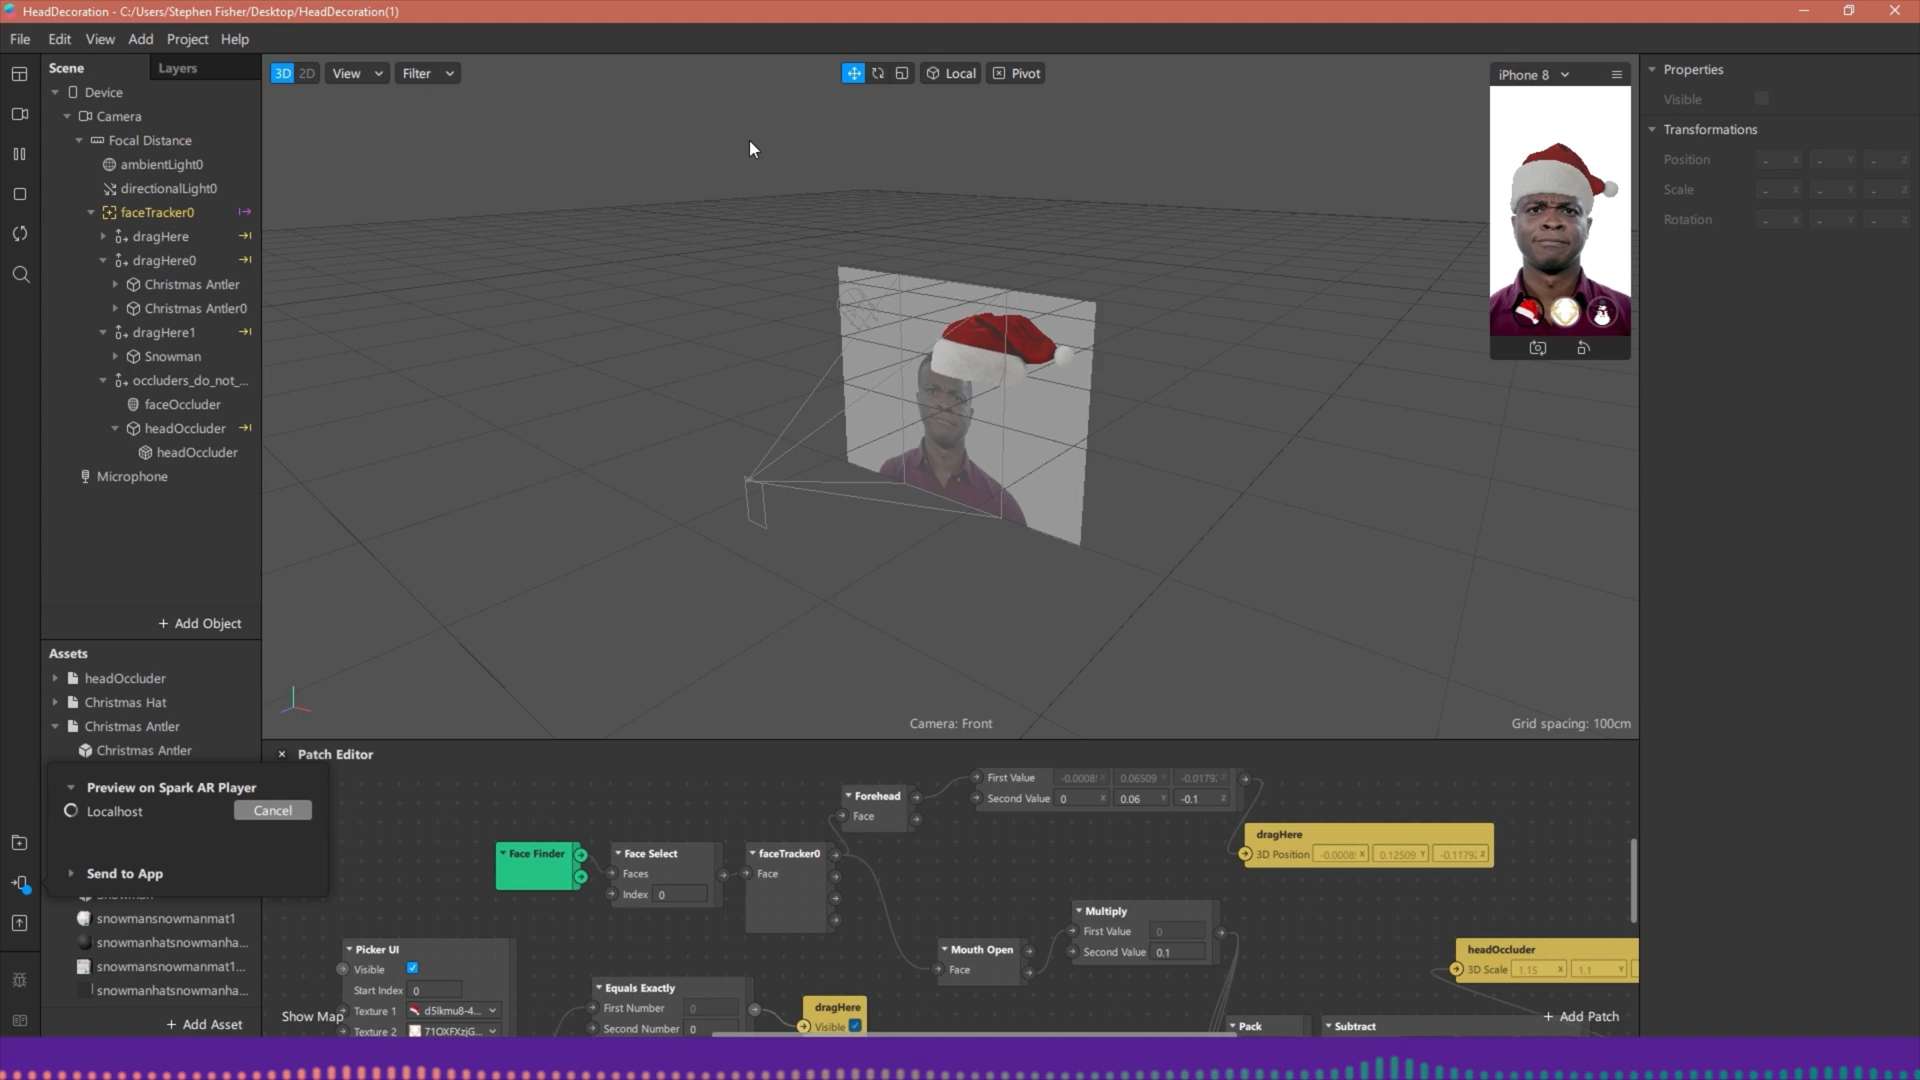 HeadDecoration - C:/Users/Stephen Fisher/Desktop/HeadDecoration(1)
File Edit View Add Project Help
Scene Layers
Device
Camera
Focal Distance
ambientLight0
directionalLight0
faceTracker0
dragHere
dragHere0
Christmas Antler
Christmas Antler0
dragHere1
Snowman
occluders_do_not_...
faceOccluder
headOccluder
headOccluder
Microphone
+ Add Object
Assets
headOccluder
Christmas Hat
Christmas Antler
Christmas Antler
Preview on Spark AR Player
Localhost Cancel
Send to App
snowmansnowmanmat1
snowmanhatsnowmanha...
snowmansnowmanmat1...
snowmanhatsnowmanha...
+ Add Asset
3D 2D View Filter
Local Pivot
iPhone 8
Camera: Front
Grid spacing: 100cm
Properties
Visible
Transformations
Position - X - Y - Z
Scale - X - Y - Z
Rotation - X - Y - Z
Patch Editor
First Value X 0.06509 Y Z
Second Value 0 X 0.06 Y -0.1 Z
Forehead
Face
dragHere
3D Position X 0.12509 Y Z
Face Finder
Face Select
Faces
Index 0
faceTracker0
Face
Multiply
First Value 0
Second Value 0.1
Mouth Open
Face
headOccluder
3D Scale 1.15 X 1.1 Y
Picker UI
Visible
Start Index 0
Texture 1 d5lkmu8-4...
Texture 2 71OXFXzjG...
Equals Exactly
First Number 0
Second Number 0
dragHere
Visible
Pack
Subtract
Show Map
+ Add Patch